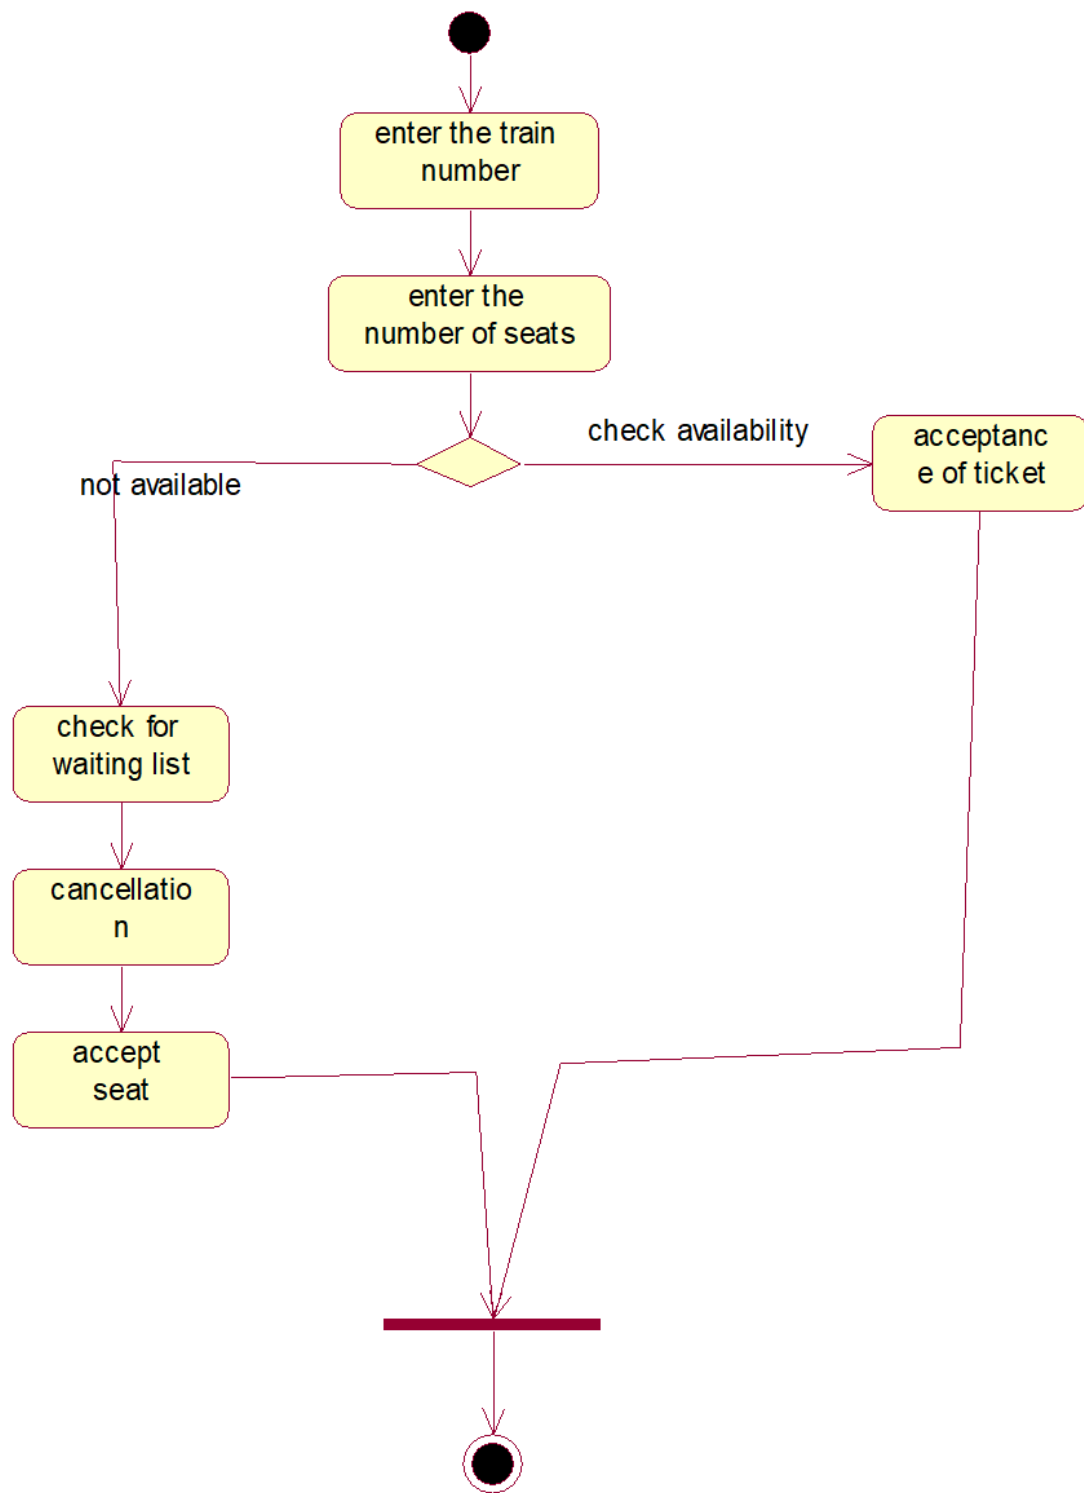 enter the train
number
enter the
number of seats
check availability
acceptanc
e of ticket
not available
check for
waiting list
cancellatio
n
accept
seat